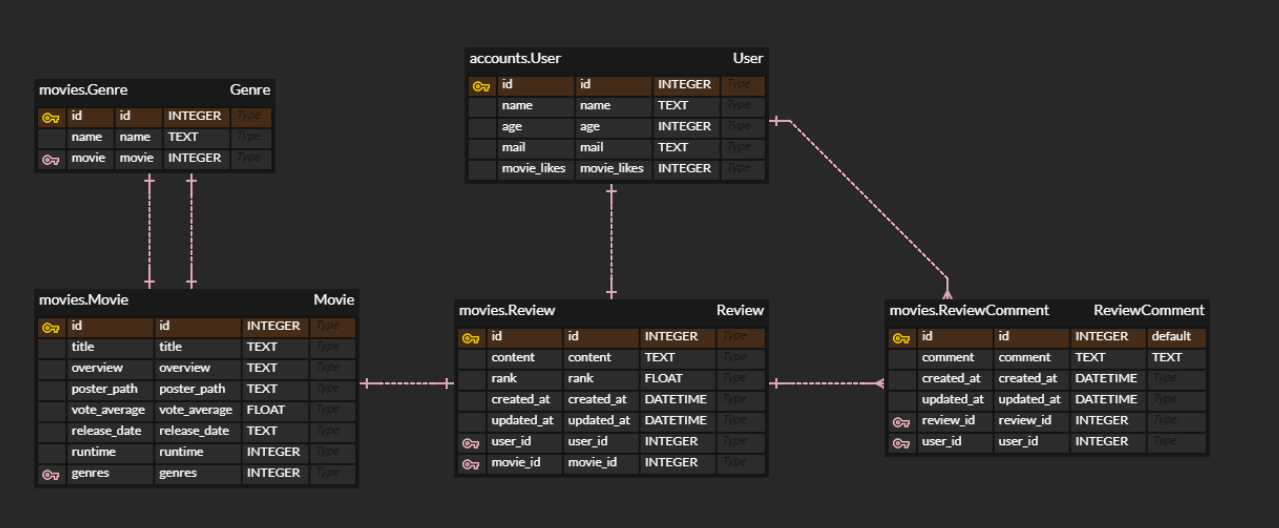 movies.Genre Genre
id id INTEGER Type
name name TEXT Type
movie movie INTEGER Type
accounts.User User
id id INTEGER Type
name name TEXT Type
age age INTEGER Type
mail mail TEXT Type
movie_likes movie_likes INTEGER Type
movies.Movie Movie
id id INTEGER Type
title title TEXT Type
overview overview TEXT Type
poster_path poster_path TEXT Type
vote_average vote_average FLOAT Type
release_date release_date TEXT Type
runtime runtime INTEGER Type
genres genres INTEGER Type
movies.Review Review
id id INTEGER Type
content content TEXT Type
rank rank FLOAT Type
created_at created_at DATETIME Type
updated_at updated_at DATETIME Type
user_id user_id INTEGER Type
movie_id movie_id INTEGER Type
movies.ReviewComment ReviewComment
id id INTEGER default
comment comment TEXT TEXT
created_at created_at DATETIME Type
updated_at updated_at DATETIME Type
review_id review_id INTEGER Type
user_id user_id INTEGER Type